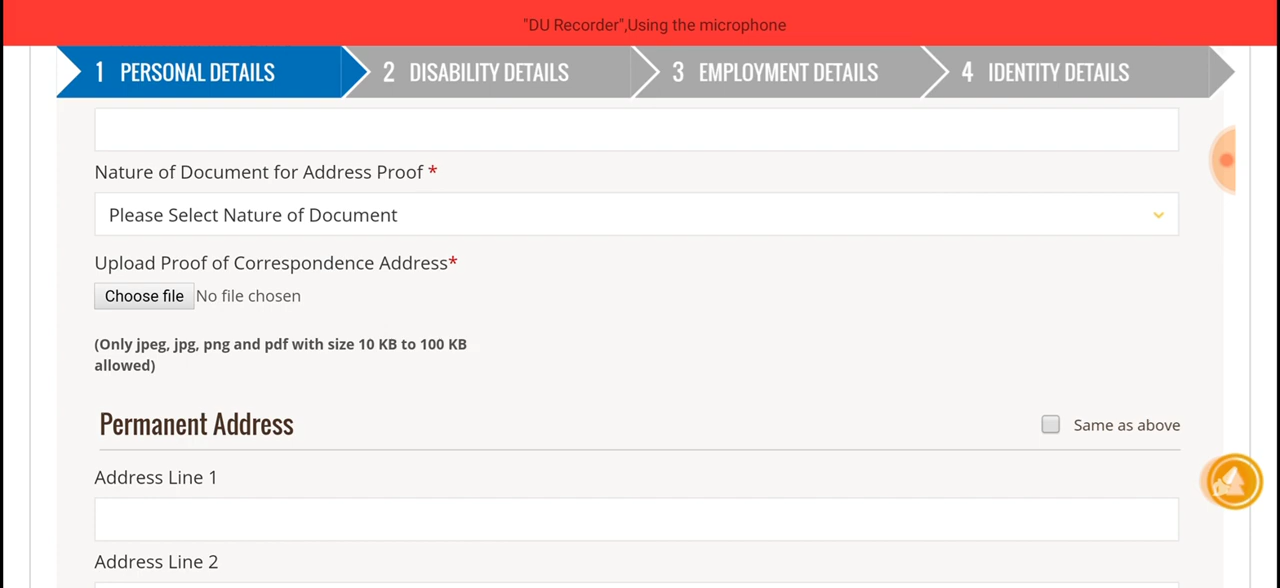 "DU Recorder",Using the microphone
1 PERSONAL DETAILS 2 DISABILITY DETAILS 3 EMPLOYMENT DETAILS 4 IDENTITY DETAILS
Nature of Document for Address Proof *
Please Select Nature of Document
Upload Proof of Correspondence Address*
Choose file No file chosen
(Only jpeg, jpg, png and pdf with size 10 KB to 100 KB
allowed)
Permanent Address Same as above
Address Line 1
Address Line 2